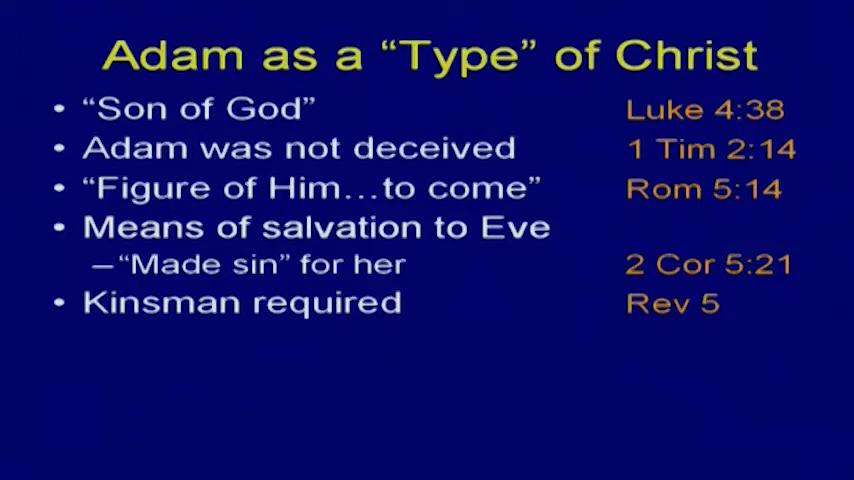 Adam as a “Type” of Christ
• “Son of God” Luke 4:38
• Adam was not deceived 1 Tim 2:14
• “Figure of Him…to come” Rom 5:14
• Means of salvation to Eve
–“Made sin” for her 2 Cor 5:21
• Kinsman required Rev 5